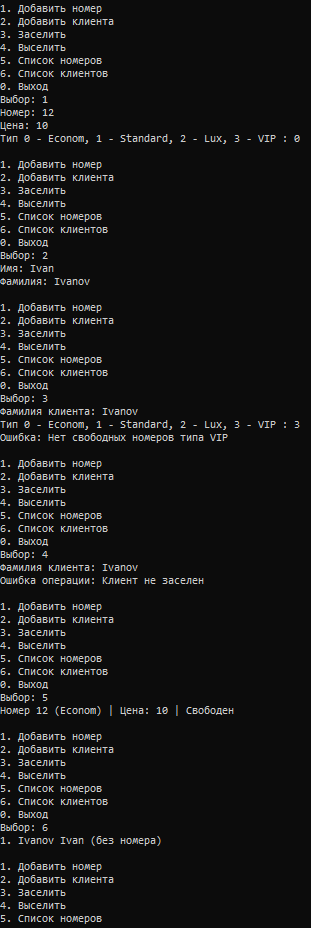 1. Добавить номер
2. Добавить клиента
3. Заселить
4. Выселить
5. Список номеров
6. Список клиентов
0. Выход
Выбор: 1
Номер: 12
Цена: 10
Тип 0 - Econom, 1 - Standard, 2 - Lux, 3 - VIP : 0
1. Добавить номер
2. Добавить клиента
3. Заселить
4. Выселить
5. Список номеров
6. Список клиентов
0. Выход
Выбор: 2
Имя: Ivan
Фамилия: Ivanov
1. Добавить номер
2. Добавить клиента
3. Заселить
4. Выселить
5. Список номеров
6. Список клиентов
0. Выход
Выбор: 3
Фамилия клиента: Ivanov
Тип 0 - Econom, 1 - Standard, 2 - Lux, 3 - VIP : 3
Ошибка: Нет свободных номеров типа VIP
1. Добавить номер
2. Добавить клиента
3. Заселить
4. Выселить
5. Список номеров
6. Список клиентов
0. Выход
Выбор: 4
Фамилия клиента: Ivanov
Ошибка операции: Клиент не заселен
1. Добавить номер
2. Добавить клиента
3. Заселить
4. Выселить
5. Список номеров
6. Список клиентов
0. Выход
Выбор: 5
Номер 12 (Econom) | Цена: 10 | Свободен
1. Добавить номер
2. Добавить клиента
3. Заселить
4. Выселить
5. Список номеров
6. Список клиентов
0. Выход
Выбор: 6
1. Ivanov Ivan (без номера)
1. Добавить номер
2. Добавить клиента
3. Заселить
4. Выселить
5. Список номеров